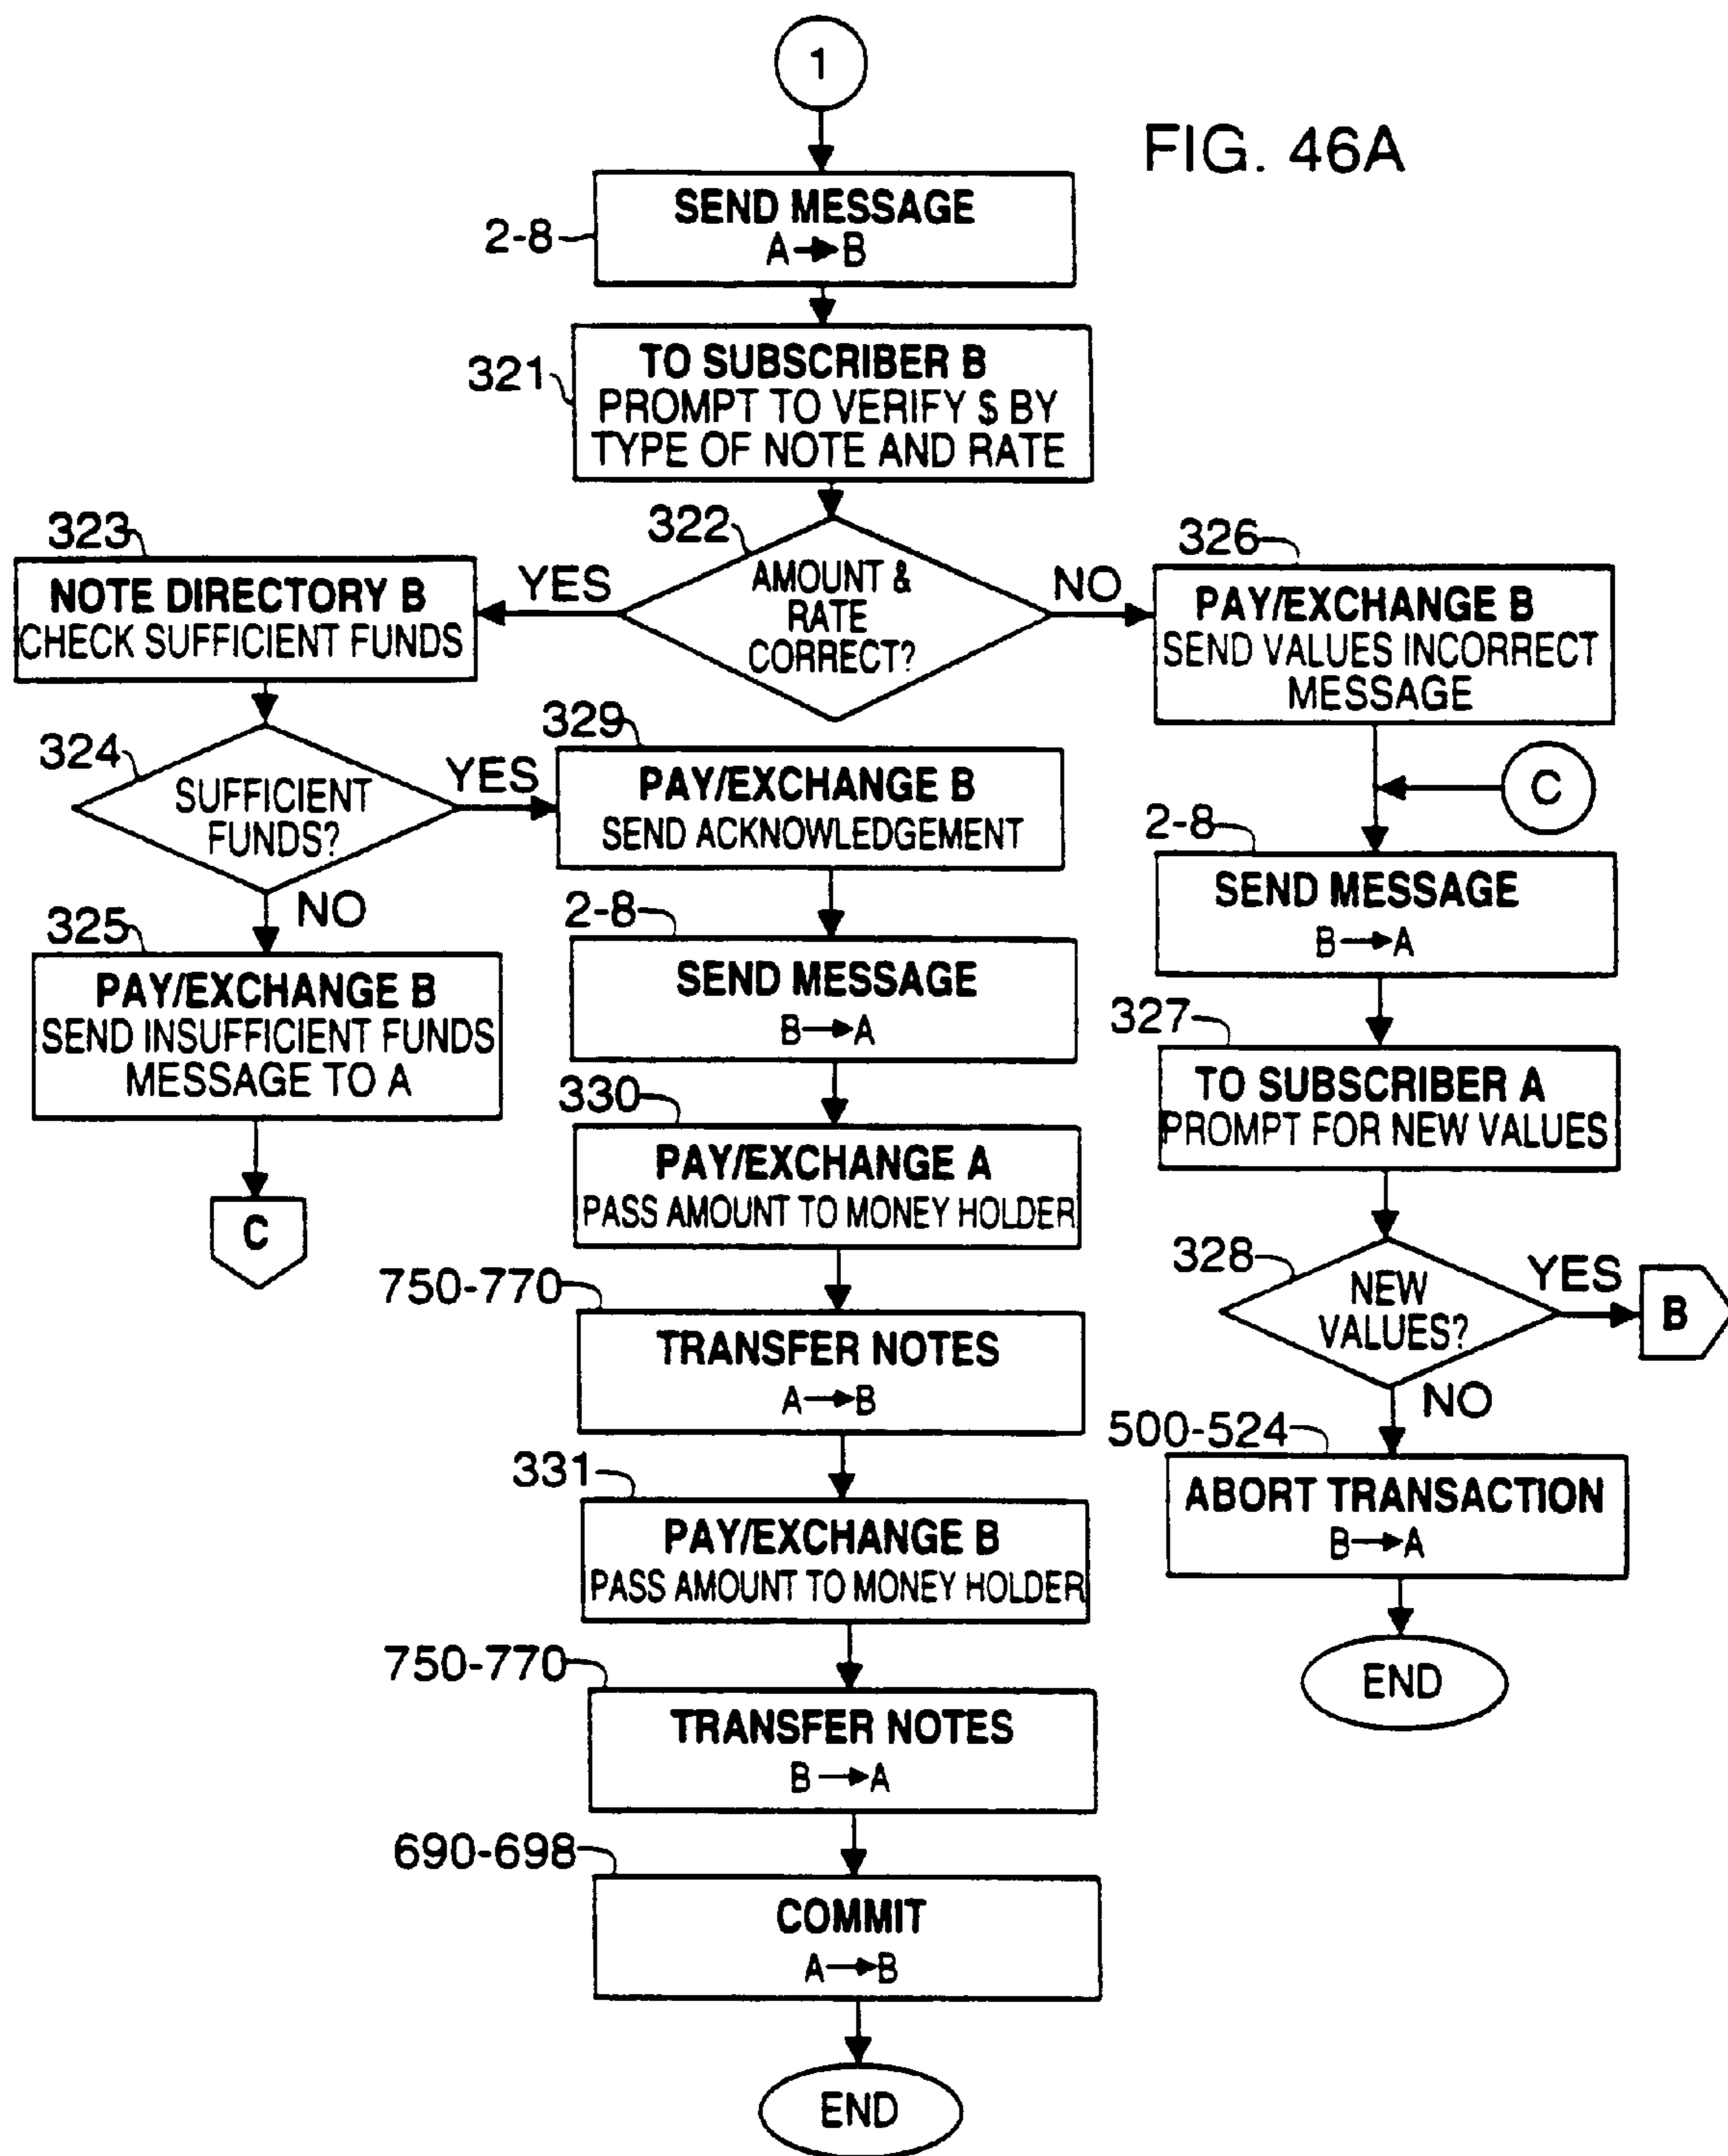 1
FIG. 46A
2-8
SEND MESSAGE
A→B
321
TO SUBSCRIBER B
PROMPT TO VERIFY $ BY
TYPE OF NOTE AND RATE
322
AMOUNT &
RATE
CORRECT?
YES
NO
323
NOTE DIRECTORY B
CHECK SUFFICIENT FUNDS
326
PAY/EXCHANGE B
SEND VALUES INCORRECT
MESSAGE
324
SUFFICIENT
FUNDS?
YES
NO
329
PAY/EXCHANGE B
SEND ACKNOWLEDGEMENT
C
2-8
SEND MESSAGE
B→A
325
PAY/EXCHANGE B
SEND INSUFFICIENT FUNDS
MESSAGE TO A
C
2-8
SEND MESSAGE
B→A
327
TO SUBSCRIBER A
PROMPT FOR NEW VALUES
330
PAY/EXCHANGE A
PASS AMOUNT TO MONEY HOLDER
328
NEW
VALUES?
YES
B
NO
750-770
TRANSFER NOTES
A→B
500-524
ABORT TRANSACTION
B→A
END
331
PAY/EXCHANGE B
PASS AMOUNT TO MONEY HOLDER
750-770
TRANSFER NOTES
B→A
690-698
COMMIT
A→B
END